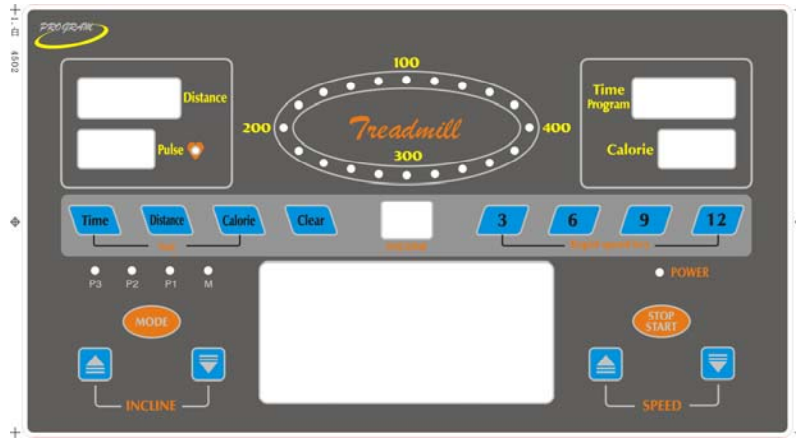 PROGRAM
100
Distance
Time
Program
200
Treadmill
400
Pulse
300
Calorie
Time
Distance
Calorie
Clear
3
6
9
12
P3
P2
P1
M
POWER
MODE
STOP
START
INCLINE
SPEED